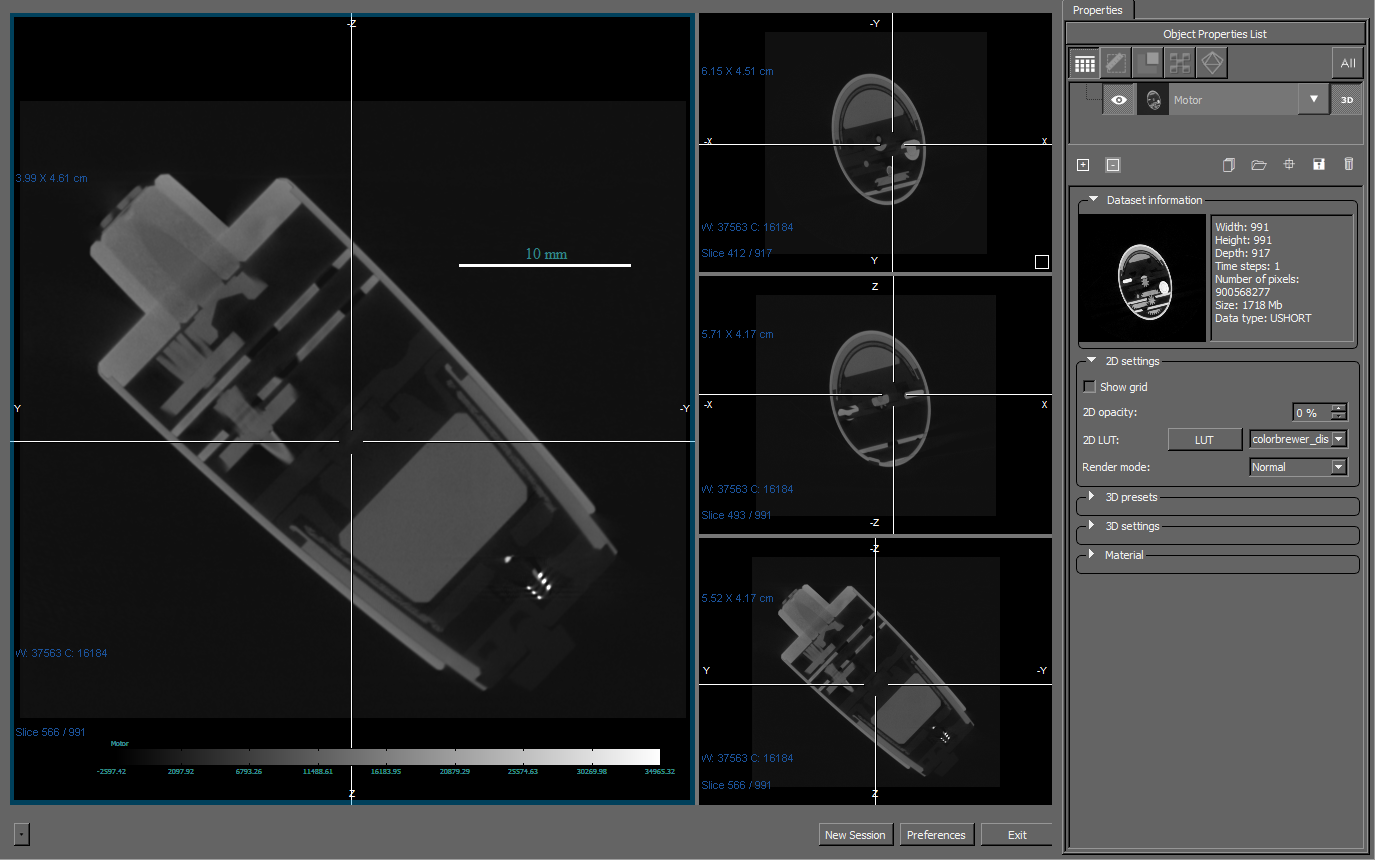 -Z
3.99 X 4.61 cm
10 mm
Y
-Y
W: 37563 C: 16184
Slice 566 / 991
Motor
-2597.42 2097.92 6793.26 11488.61 16183.95 20879.29 25574.63 30269.98 34965.32
Z
-Y
6.15 X 4.51 cm
-X
X
W: 37563 C: 16184
Slice 412 / 917
Y
Z
5.71 X 4.17 cm
-X
X
W: 37563 C: 16184
Slice 493 / 991
-Z
-Z
5.52 X 4.17 cm
Y
-Y
W: 37563 C: 16184
Slice 566 / 991
Z
New Session
Preferences
Exit
Properties
Object Properties List
All
Motor
3D
Dataset information
Width: 991
Height: 991
Depth: 917
Time steps: 1
Number of pixels:
900568277
Size: 1718 Mb
Data type: USHORT
2D settings
Show grid
2D opacity: 0 %
2D LUT: LUT colorbrewer_dis
Render mode: Normal
3D presets
3D settings
Material